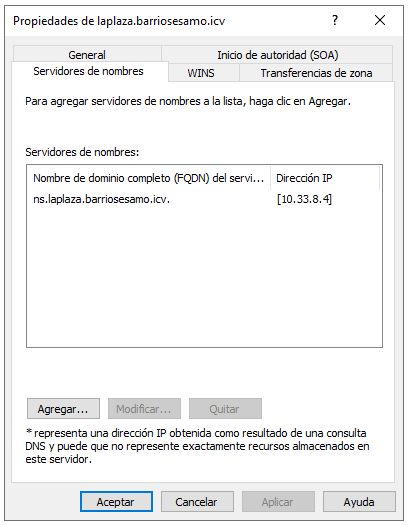 Propiedades de laplaza.barriosesamo.icv
?
General
Inicio de autoridad (SOA)
Servidores de nombres
WINS
Transferencias de zona
Para agregar servidores de nombres a la lista, haga clic en Agregar.
Servidores de nombres:
Nombre de dominio completo (FQDN) del servi...
Dirección IP
ns.laplaza.barriosesamo.icv.
[10.33.8.4]
Agregar...
Modificar...
Quitar
* representa una dirección IP obtenida como resultado de una consulta
DNS y puede que no represente exactamente recursos almacenados en
este servidor.
Aceptar
Cancelar
Aplicar
Ayuda